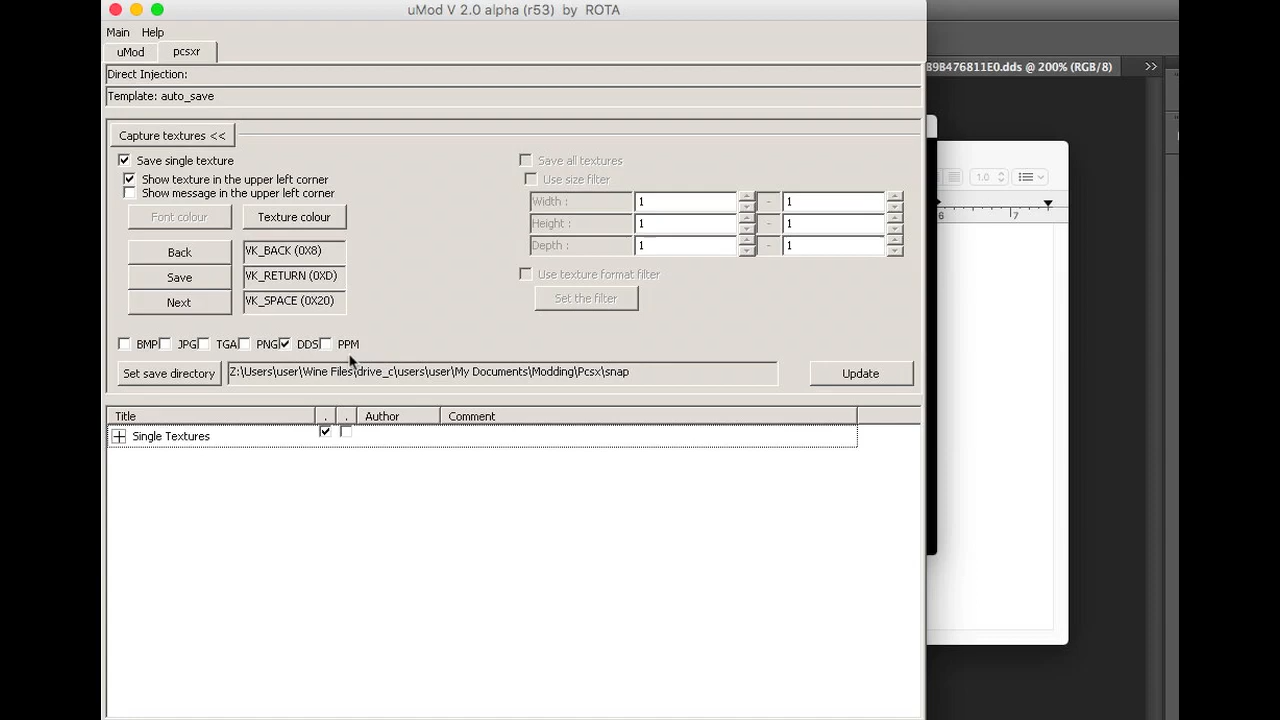 uMod V 2.0 alpha (r53) by ROTA
Main Help
uMod pcsxr
Direct Injection:
Template: auto_save
Capture textures <<
Save single texture
Show texture in the upper left corner
Show message in the upper left corner
Font colour Texture colour
Back VK_BACK (0X8)
Save VK_RETURN (0XD)
Next VK_SPACE (0X20)
Save all textures
Use size filter
Width : 1 - 1
Height : 1 - 1
Depth : 1 - 1
Use texture format filter
Set the filter
BMP JPG TGA PNG DDS PPM
Set save directory Z:\Users\user\Wine Files\drive_c\users\user\My Documents\Modding\Pcsx\snap Update
Title . . Author Comment
Single Textures
B9B476811E0.dds @ 200% (RGB/8) >>
1.0
6 7